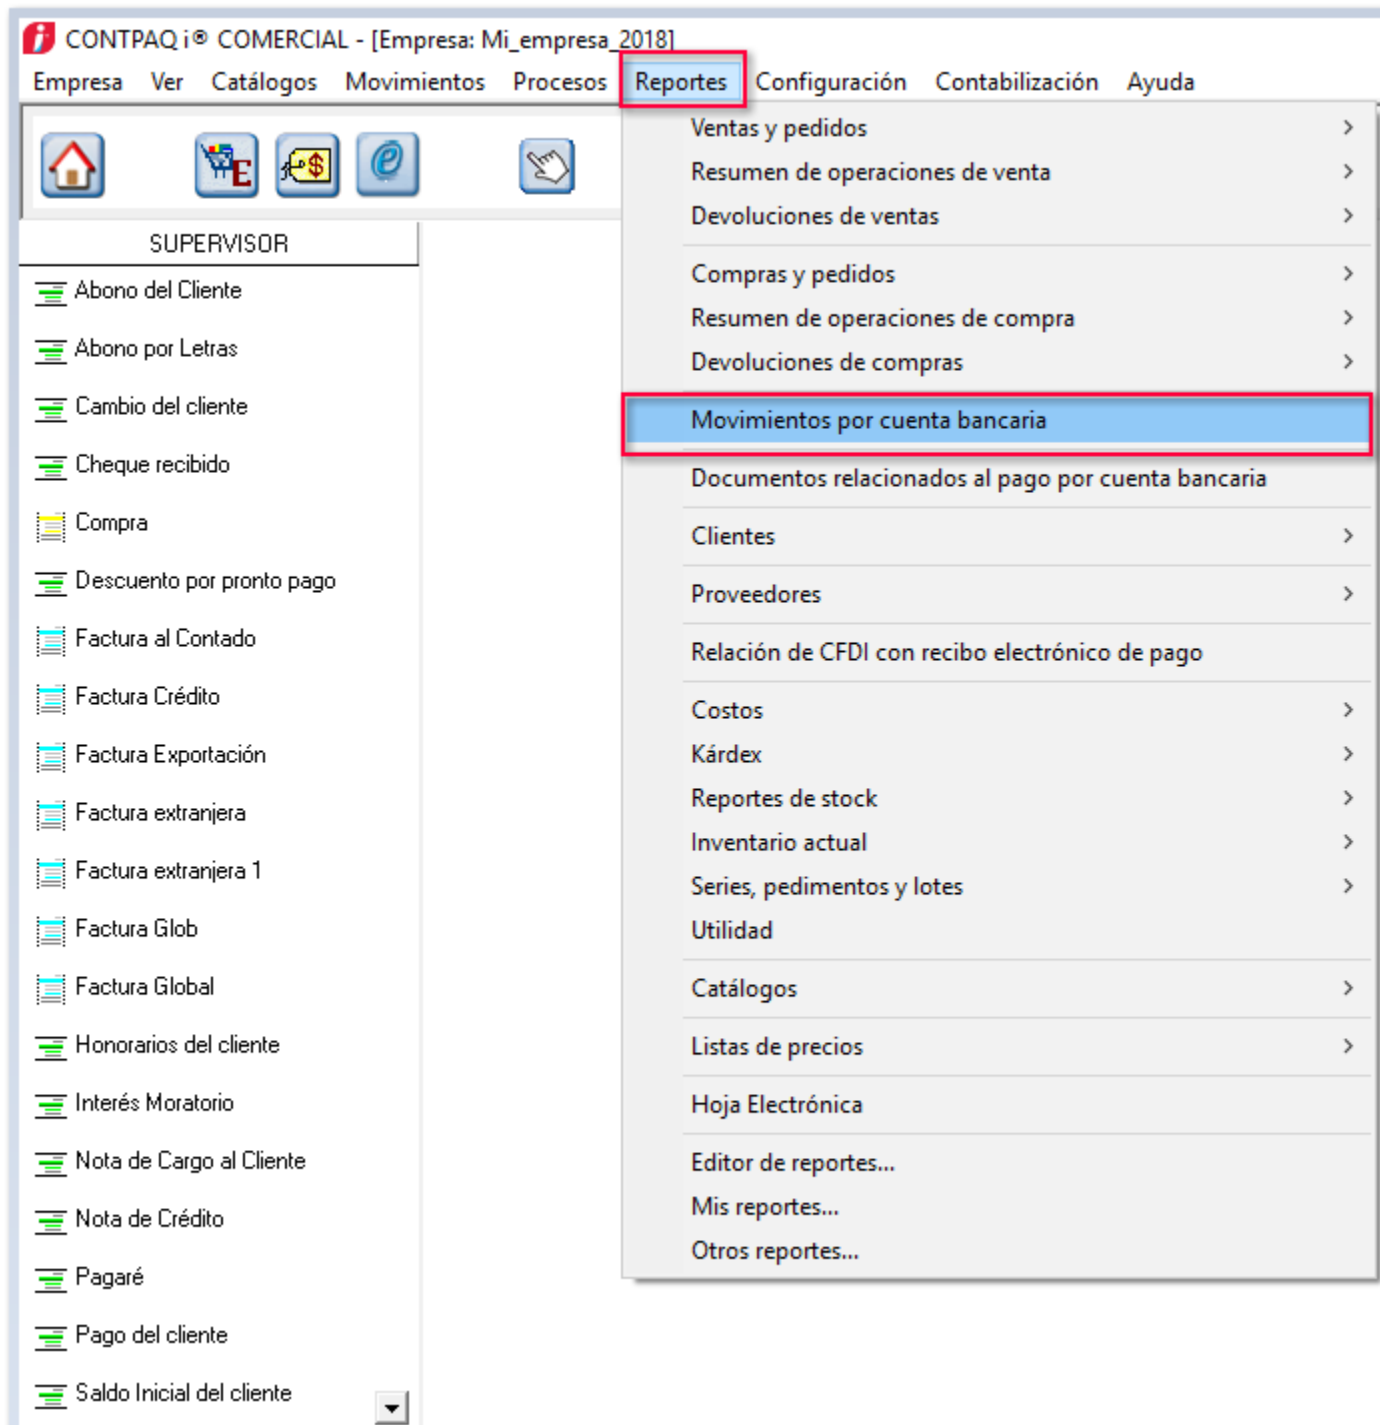 CONTPAQ i® COMERCIAL - [Empresa: Mi_empresa_2018]
Empresa Ver Catálogos Movimientos Procesos Reportes Configuración Contabilización Ayuda
SUPERVISOR
Abono del Cliente
Abono por Letras
Cambio del cliente
Cheque recibido
Compra
Descuento por pronto pago
Factura al Contado
Factura Crédito
Factura Exportación
Factura extranjera
Factura extranjera 1
Factura Glob
Factura Global
Honorarios del cliente
Interés Moratorio
Nota de Cargo al Cliente
Nota de Crédito
Pagaré
Pago del cliente
Saldo Inicial del cliente
Ventas y pedidos
Resumen de operaciones de venta
Devoluciones de ventas
Compras y pedidos
Resumen de operaciones de compra
Devoluciones de compras
Movimientos por cuenta bancaria
Documentos relacionados al pago por cuenta bancaria
Clientes
Proveedores
Relación de CFDI con recibo electrónico de pago
Costos
Kárdex
Reportes de stock
Inventario actual
Series, pedimentos y lotes
Utilidad
Catálogos
Listas de precios
Hoja Electrónica
Editor de reportes...
Mis reportes...
Otros reportes...